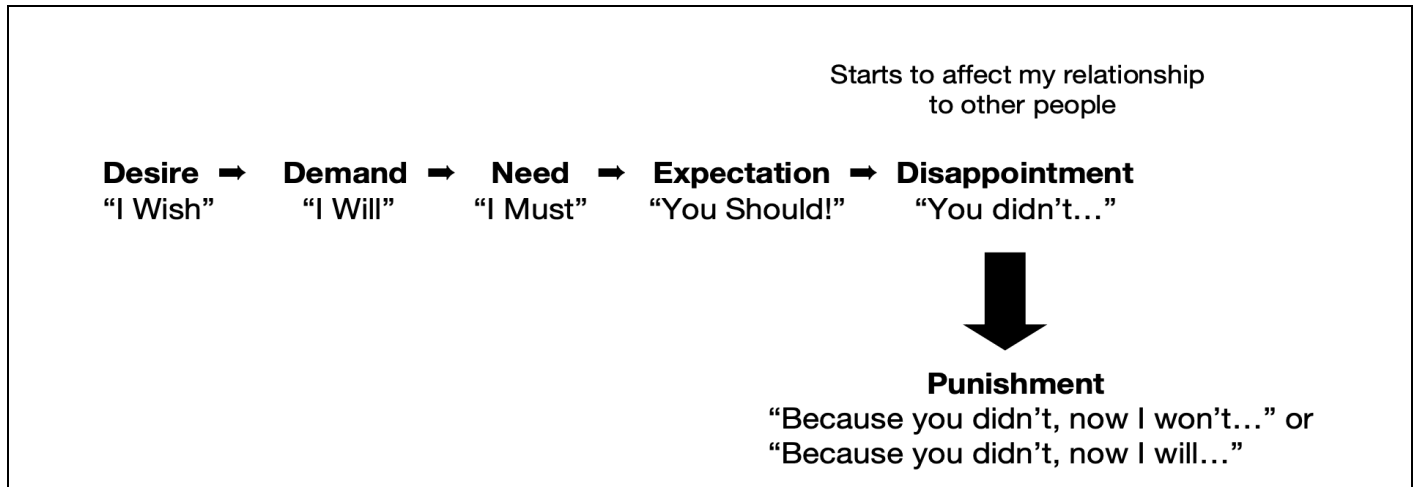 Starts to affect my relationship
to other people
Desire ➡ Demand ➡ Need ➡ Expectation ➡ Disappointment
“I Wish” “I Will” “I Must” “You Should!” “You didn’t…”
Punishment
“Because you didn’t, now I won’t…” or
“Because you didn’t, now I will…”